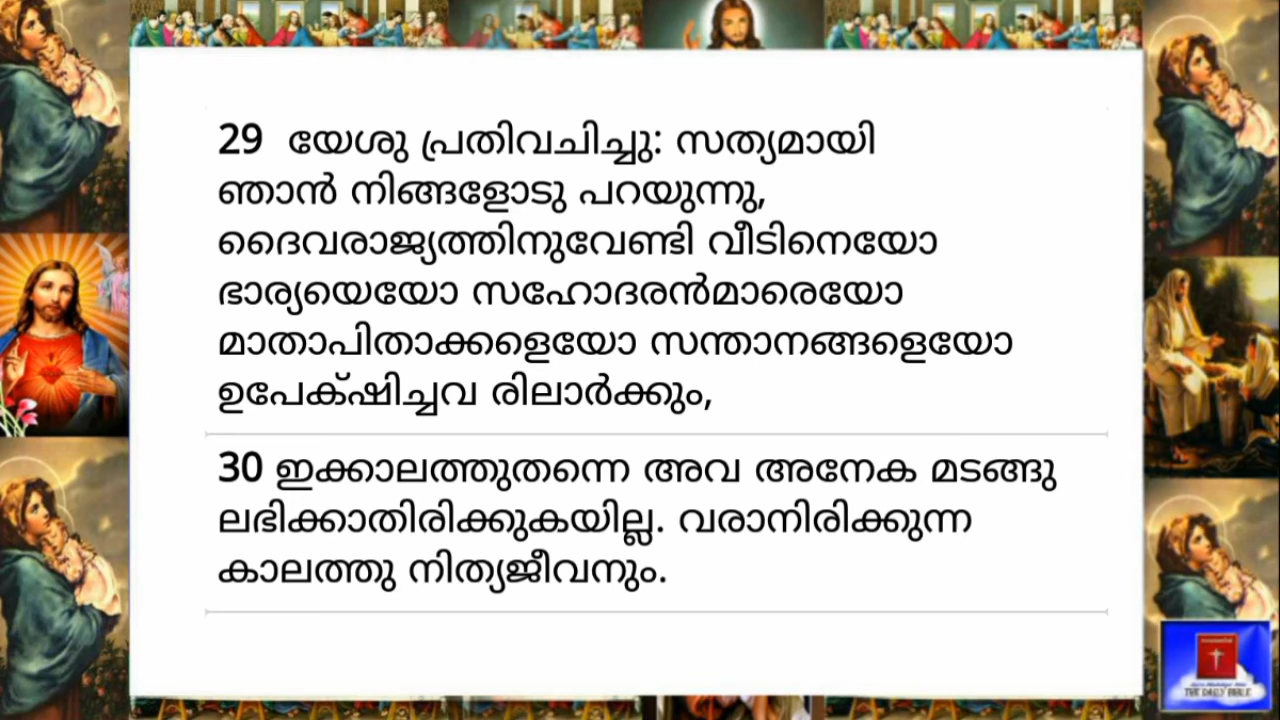 29 യേശു പ്രതിവചിച്ചു: സത്യമായി
ഞാൻ നിങ്ങളോടു പറയുന്നു,
ദൈവരാജ്യത്തിനുവേണ്ടി വീടിനെയോ
ഭാര്യയെയോ സഹോദരൻമാരെയോ
മാതാപിതാക്കളെയോ സന്താനങ്ങളെയോ
ഉപേക്‌ഷിച്ചവ രിലാർക്കും,
30 ഇക്കാലത്തുതന്നെ അവ അനേക മടങ്ങു
ലഭിക്കാതിരിക്കുകയില്ല. വരാനിരിക്കുന്ന
കാലത്തു നിത്യജീവനും.
THE DAILY BIBLE